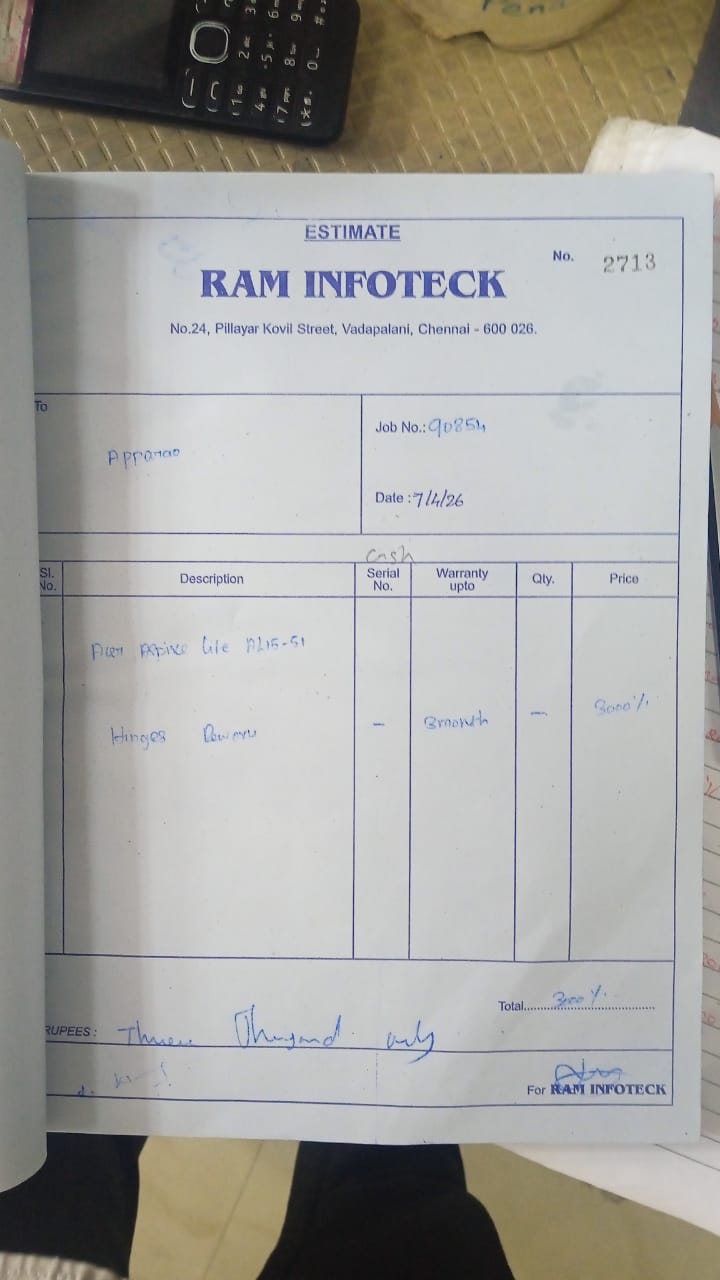 ESTIMATE
No. 2713
RAM INFOTECK
No.24, Pillayar Kovil Street, Vadapalani, Chennai - 600 026.
To
Apparao
Job No.: 90854
Date : 7/4/26
Cash
Sl. No. Description Serial No. Warranty upto Qty. Price
Acer Aspire lite AL15-51
Hinges - 3month - 3000/-
Total 3000/-
RUPEES : Three Thousand only
For RAM INFOTECK